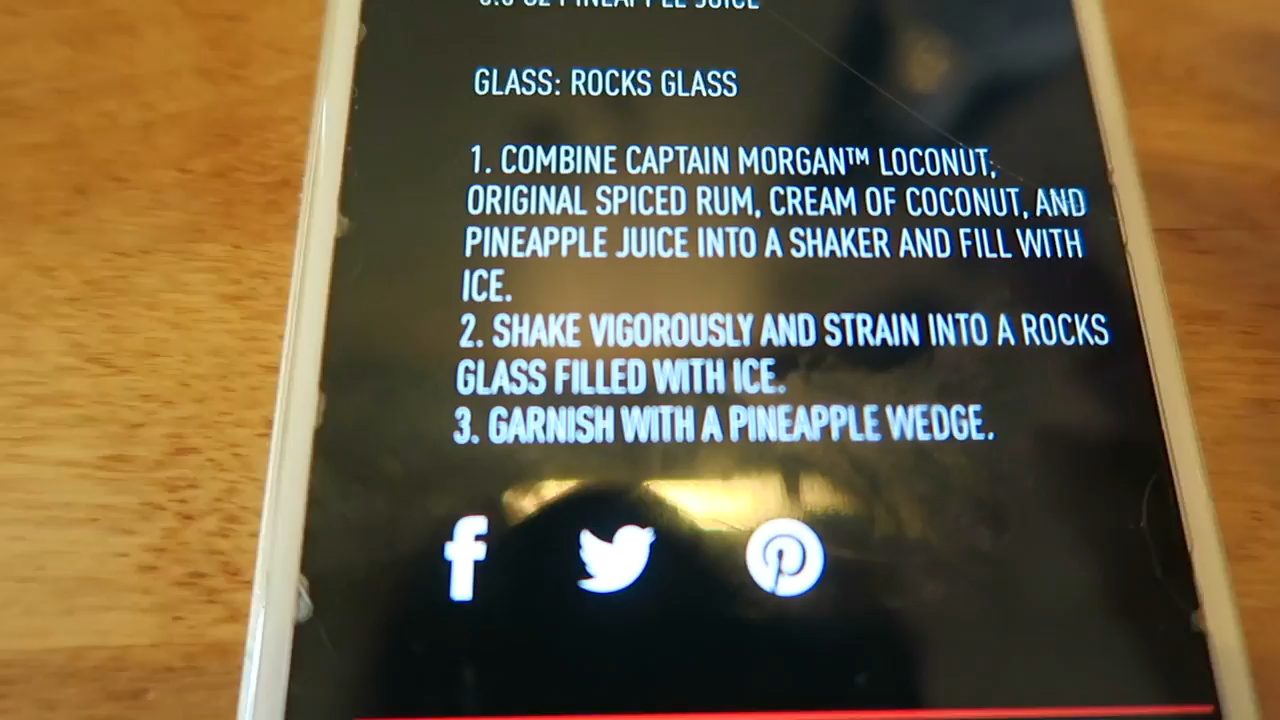 PINEAPPLE JUICE
GLASS: ROCKS GLASS
1. COMBINE CAPTAIN MORGAN™ LOCONUT,
ORIGINAL SPICED RUM, CREAM OF COCONUT, AND
PINEAPPLE JUICE INTO A SHAKER AND FILL WITH
ICE.
2. SHAKE VIGOROUSLY AND STRAIN INTO A ROCKS
GLASS FILLED WITH ICE.
3. GARNISH WITH A PINEAPPLE WEDGE.